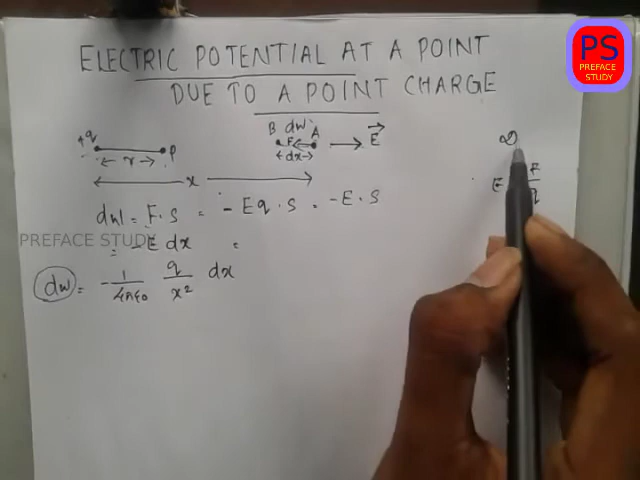 ELECTRIC POTENTIAL AT A POINT
DUE TO A POINT CHARGE
PS
PREFACE
STUDY
+q r P
B dw A
F E
dx
x
∞
E F
q
dw = F·S = -Eq·S = -E·S
PREFACE STUDY
= -E dx =
dw = -1/4πε0 q/x² dx